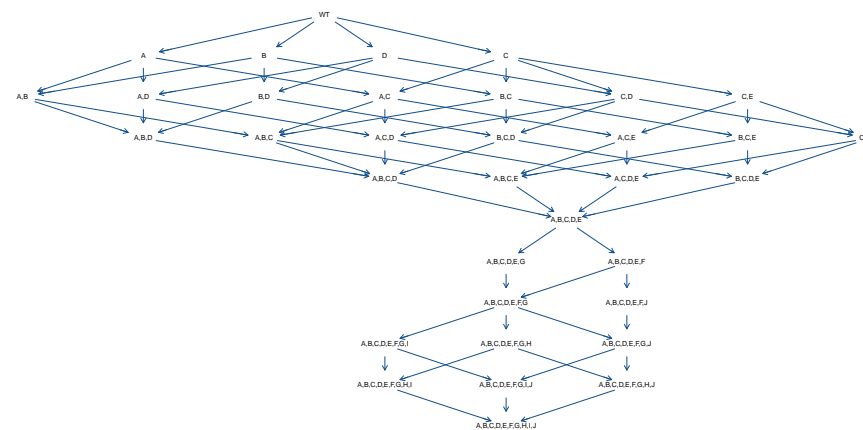 WT
A B D C
A,B A,D B,D A,C B,C C,D C,E
A,B,D A,B,C A,C,D B,C,D A,C,E B,C,E
A,B,C,D A,B,C,E A,C,D,E B,C,D,E
A,B,C,D,E
A,B,C,D,E,G A,B,C,D,E,F
A,B,C,D,E,F,G A,B,C,D,E,F,J
A,B,C,D,E,F,G,I A,B,C,D,E,F,G,H A,B,C,D,E,F,G,J
A,B,C,D,E,F,G,H,I A,B,C,D,E,F,G,I,J A,B,C,D,E,F,G,H,J
A,B,C,D,E,F,G,H,I,J